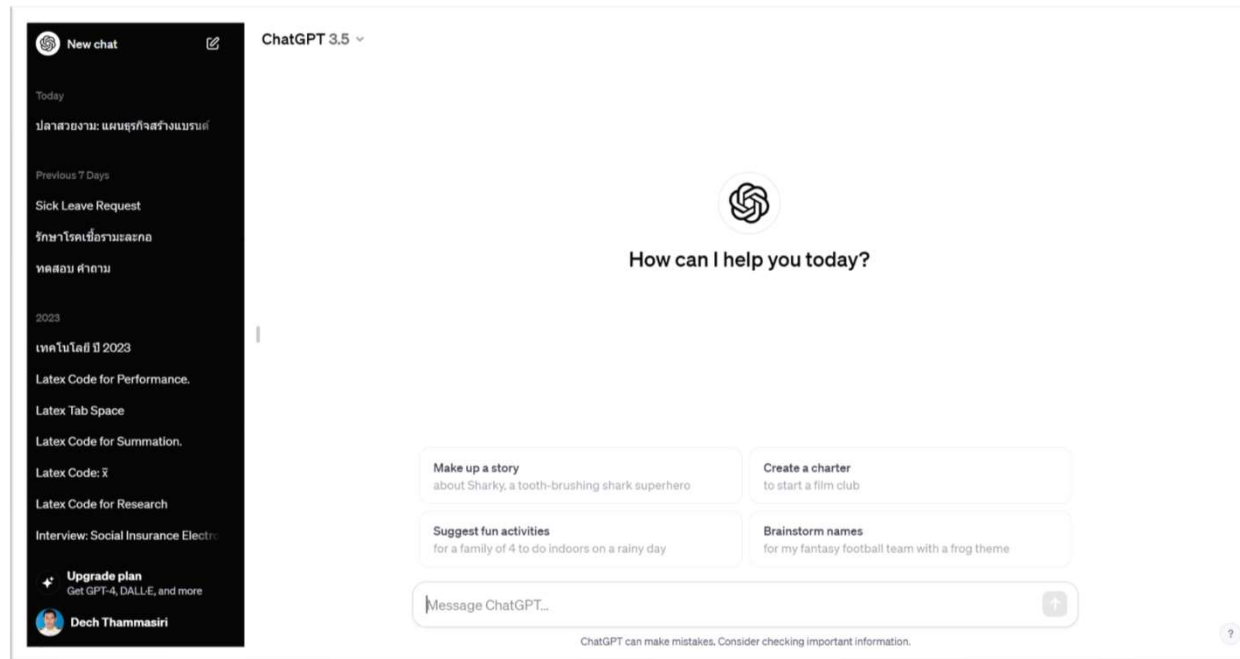 New chat
Today
ปลาสวยงาม: แผนธุรกิจสร้างแบรนด์
Previous 7 Days
Sick Leave Request
รักษาโรคเชื้อรามะละกอ
ทดสอบ คำถาม
2023
เทคโนโลยี ปี 2023
Latex Code for Performance.
Latex Tab Space
Latex Code for Summation.
Latex Code: x̄
Latex Code for Research
Interview: Social Insurance Electro
Upgrade plan
Get GPT-4, DALL·E, and more
Dech Thammasiri
ChatGPT 3.5
How can I help you today?
Make up a story
about Sharky, a tooth-brushing shark superhero
Create a charter
to start a film club
Suggest fun activities
for a family of 4 to do indoors on a rainy day
Brainstorm names
for my fantasy football team with a frog theme
Message ChatGPT...
ChatGPT can make mistakes. Consider checking important information.
?